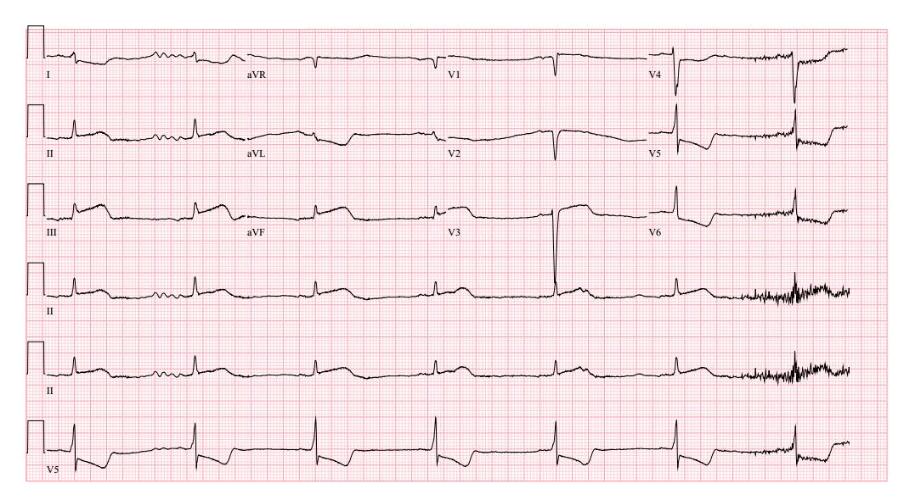 I aVR V1 V4
II aVL V2 V5
III aVF V3 V6
II
II
V5